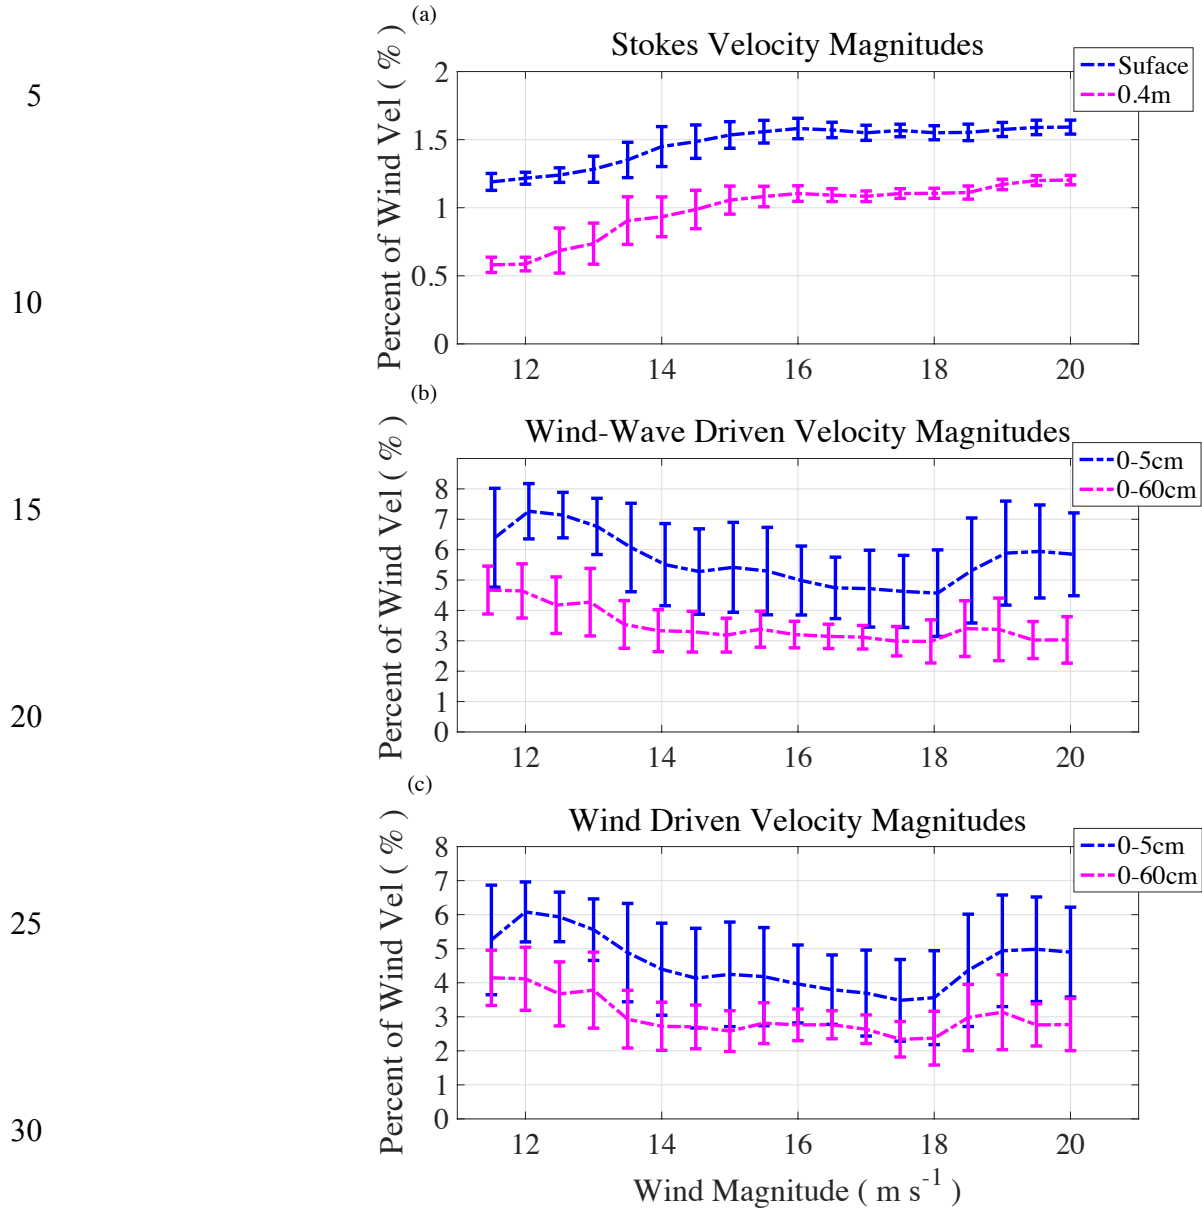 (a)
Stokes Velocity Magnitudes
Percent of Wind Vel ( % )
2
1.5
1
0.5
0
12 14 16 18 20
Suface
0.4m
(b)
Wind-Wave Driven Velocity Magnitudes
Percent of Wind Vel ( % )
8
7
6
5
4
3
2
1
0
12 14 16 18 20
0-5cm
0-60cm
(c)
Wind Driven Velocity Magnitudes
Percent of Wind Vel ( % )
8
7
6
5
4
3
2
1
0
12 14 16 18 20
0-5cm
0-60cm
Wind Magnitude ( m s⁻¹ )
5
10
15
20
25
30